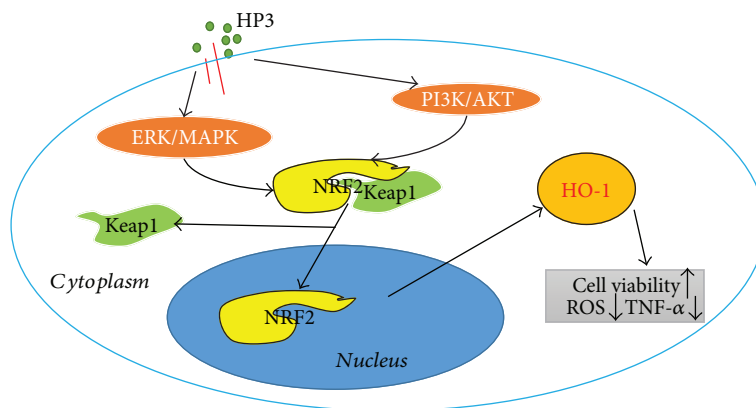 HP3
PI3K/AKT
ERK/MAPK
NRF2
Keap1
HO-1
Keap1
Cytoplasm
Cell viability ↑
ROS ↓ TNF-α ↓
NRF2
Nucleus